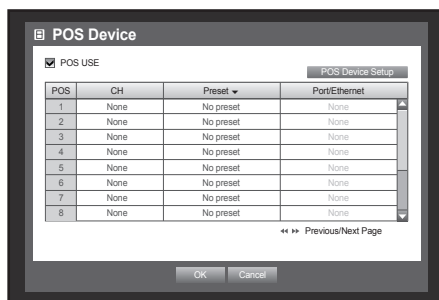 POS Device
POS USE
POS Device Setup
POS CH Preset Port/Ethernet
1 None No preset None
2 None No preset None
3 None No preset None
4 None No preset None
5 None No preset None
6 None No preset None
7 None No preset None
8 None No preset None
Previous/Next Page
OK Cancel